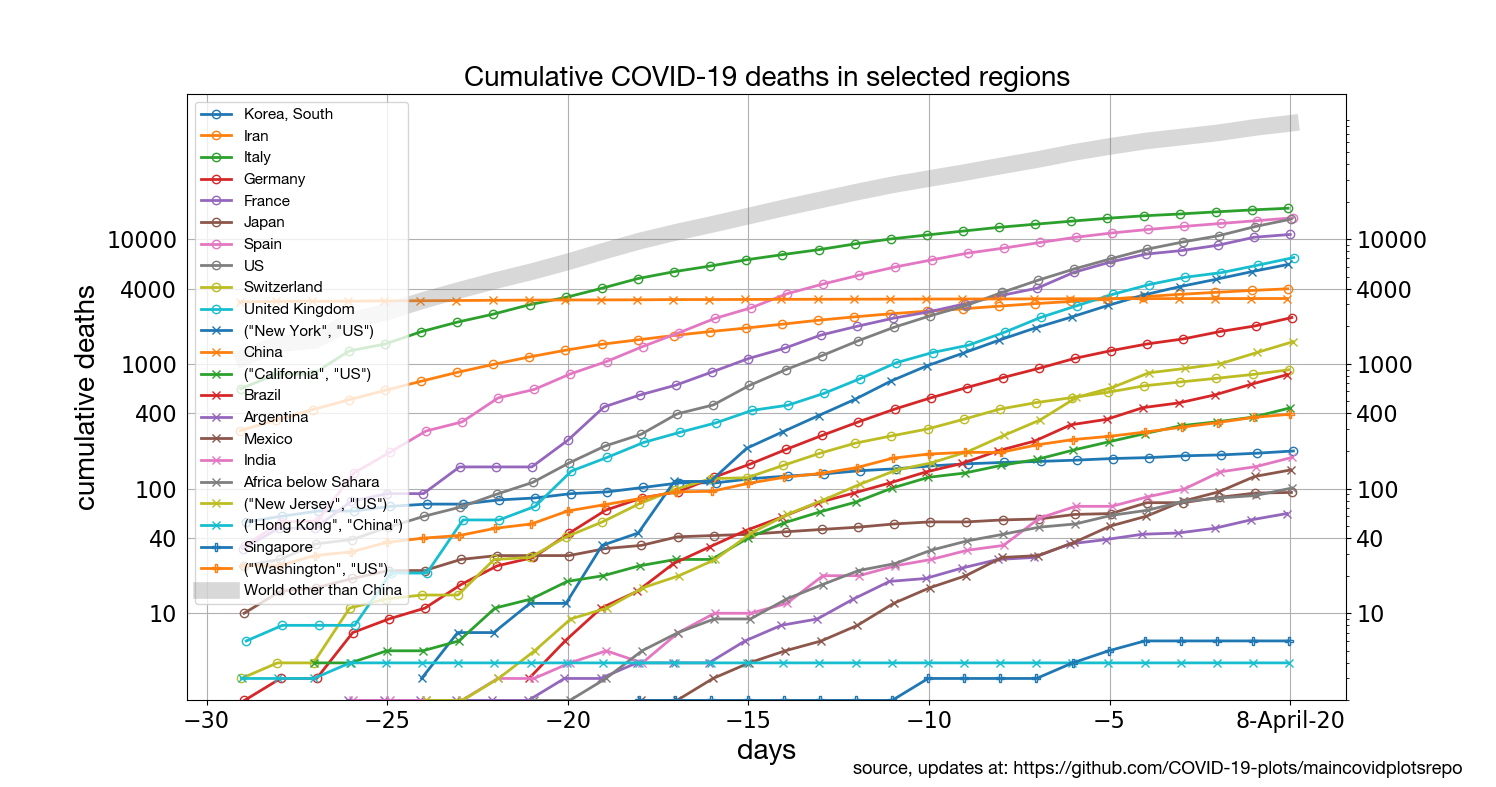 Cumulative COVID-19 deaths in selected regions
Korea, South
Iran
Italy
Germany
France
Japan
Spain
US
Switzerland
United Kingdom
("New York", "US")
China
("California", "US")
Brazil
Argentina
Mexico
India
Africa below Sahara
("New Jersey", "US")
("Hong Kong", "China")
Singapore
("Washington", "US")
World other than China
cumulative deaths
10000
4000
1000
400
100
40
10
10000
4000
1000
400
100
40
10
−30 −25 −20 −15 −10 −5 8-April-20
days
source, updates at: https://github.com/COVID-19-plots/maincovidplotsrepo